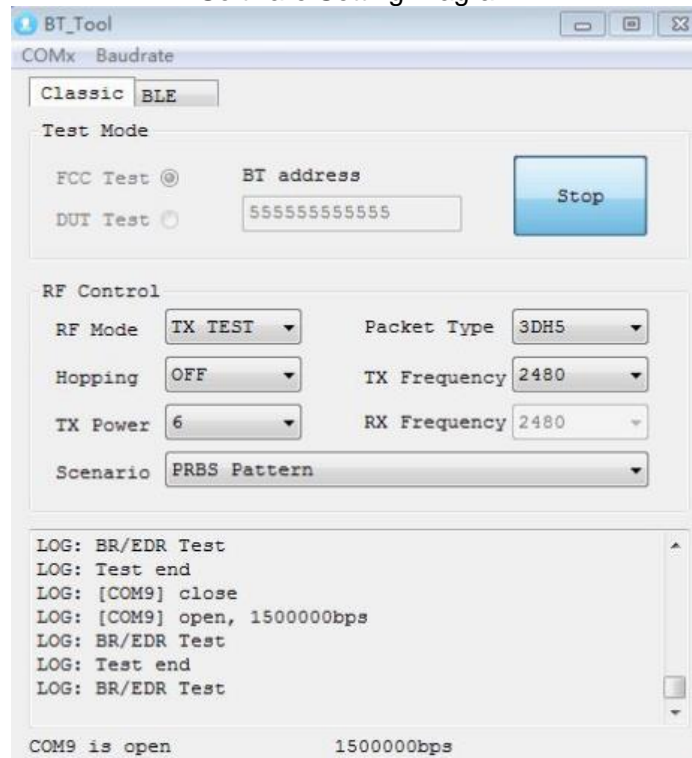 BT_Tool
COMx Baudrate
Classic BLE
Test Mode
FCC Test BT address
DUT Test 555555555555 Stop
RF Control
RF Mode TX TEST Packet Type 3DH5
Hopping OFF TX Frequency 2480
TX Power 6 RX Frequency 2480
Scenario PRBS Pattern
LOG: BR/EDR Test
LOG: Test end
LOG: [COM9] close
LOG: [COM9] open, 1500000bps
LOG: BR/EDR Test
LOG: Test end
LOG: BR/EDR Test
COM9 is open 1500000bps